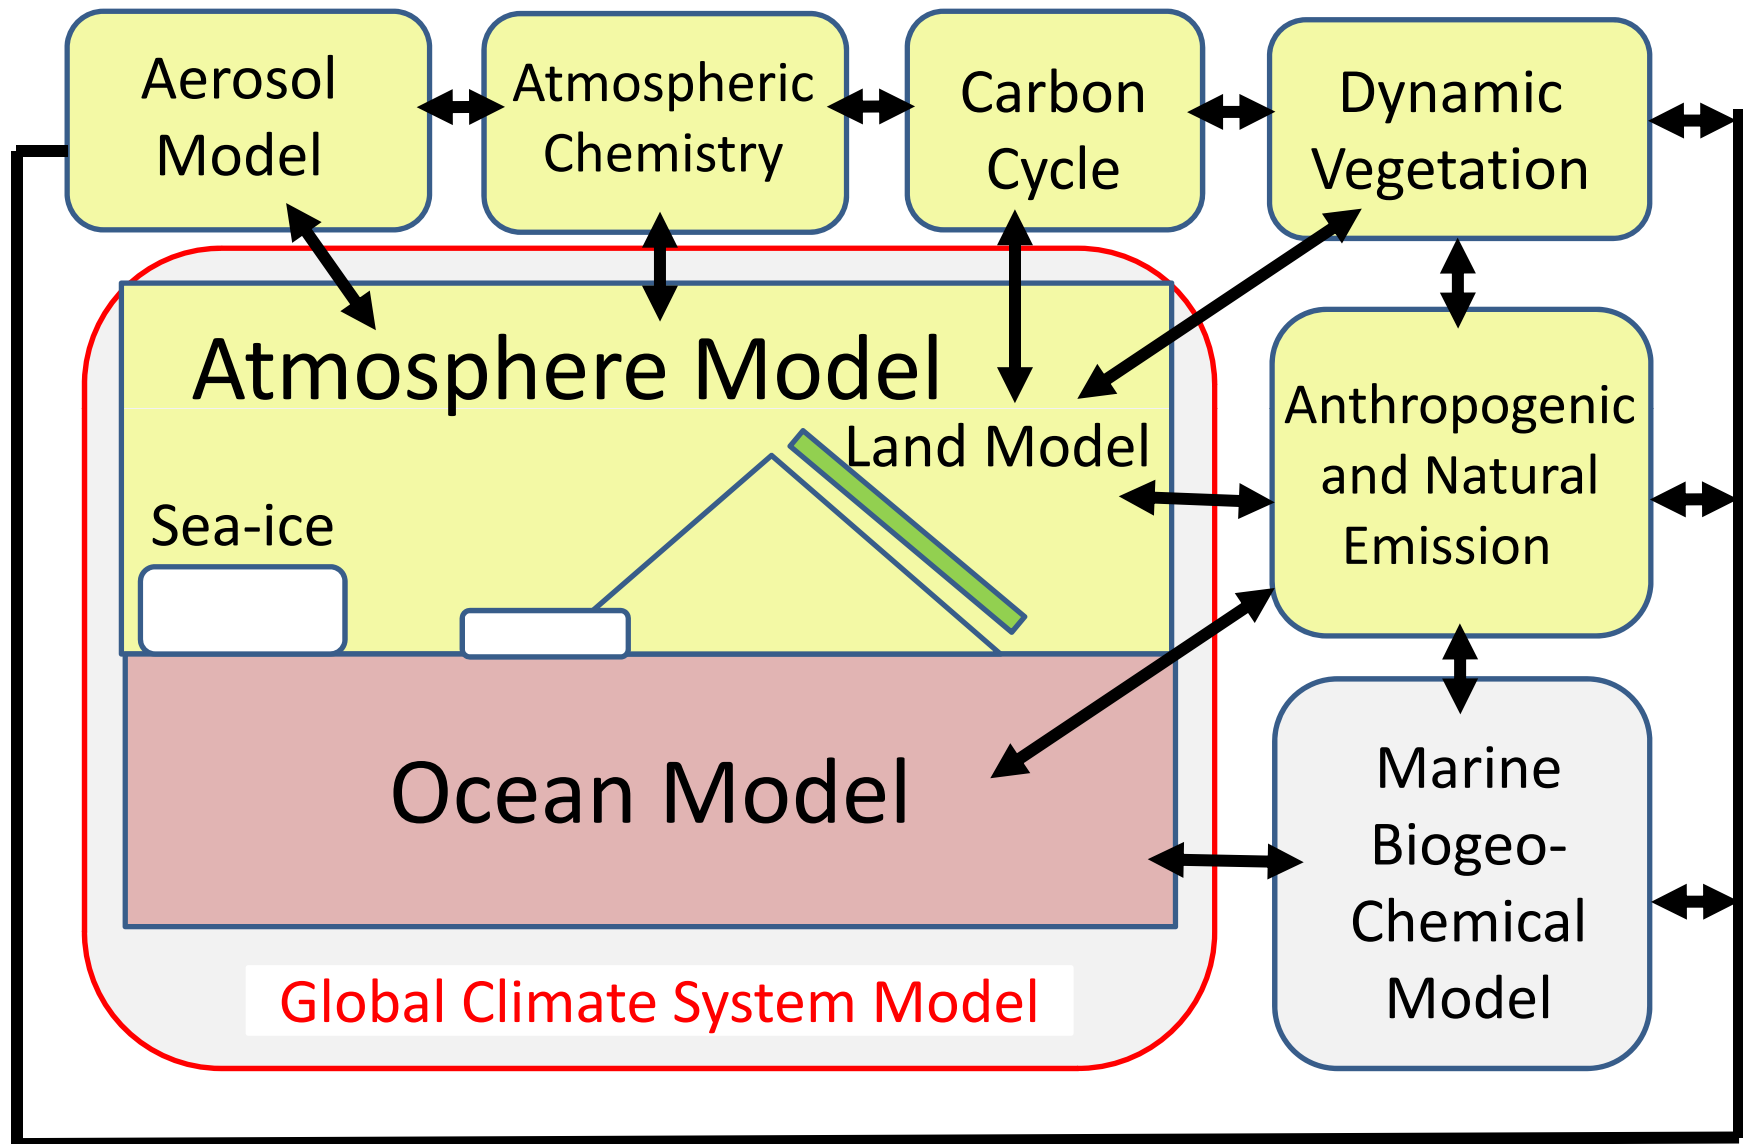 Aerosol
Model
Atmospheric
Chemistry
Carbon
Cycle
Dynamic
Vegetation
Atmosphere Model
Land Model
Sea-ice
Anthropogenic
and Natural
Emission
Ocean Model
Marine
Biogeo-
Chemical
Model
Global Climate System Model